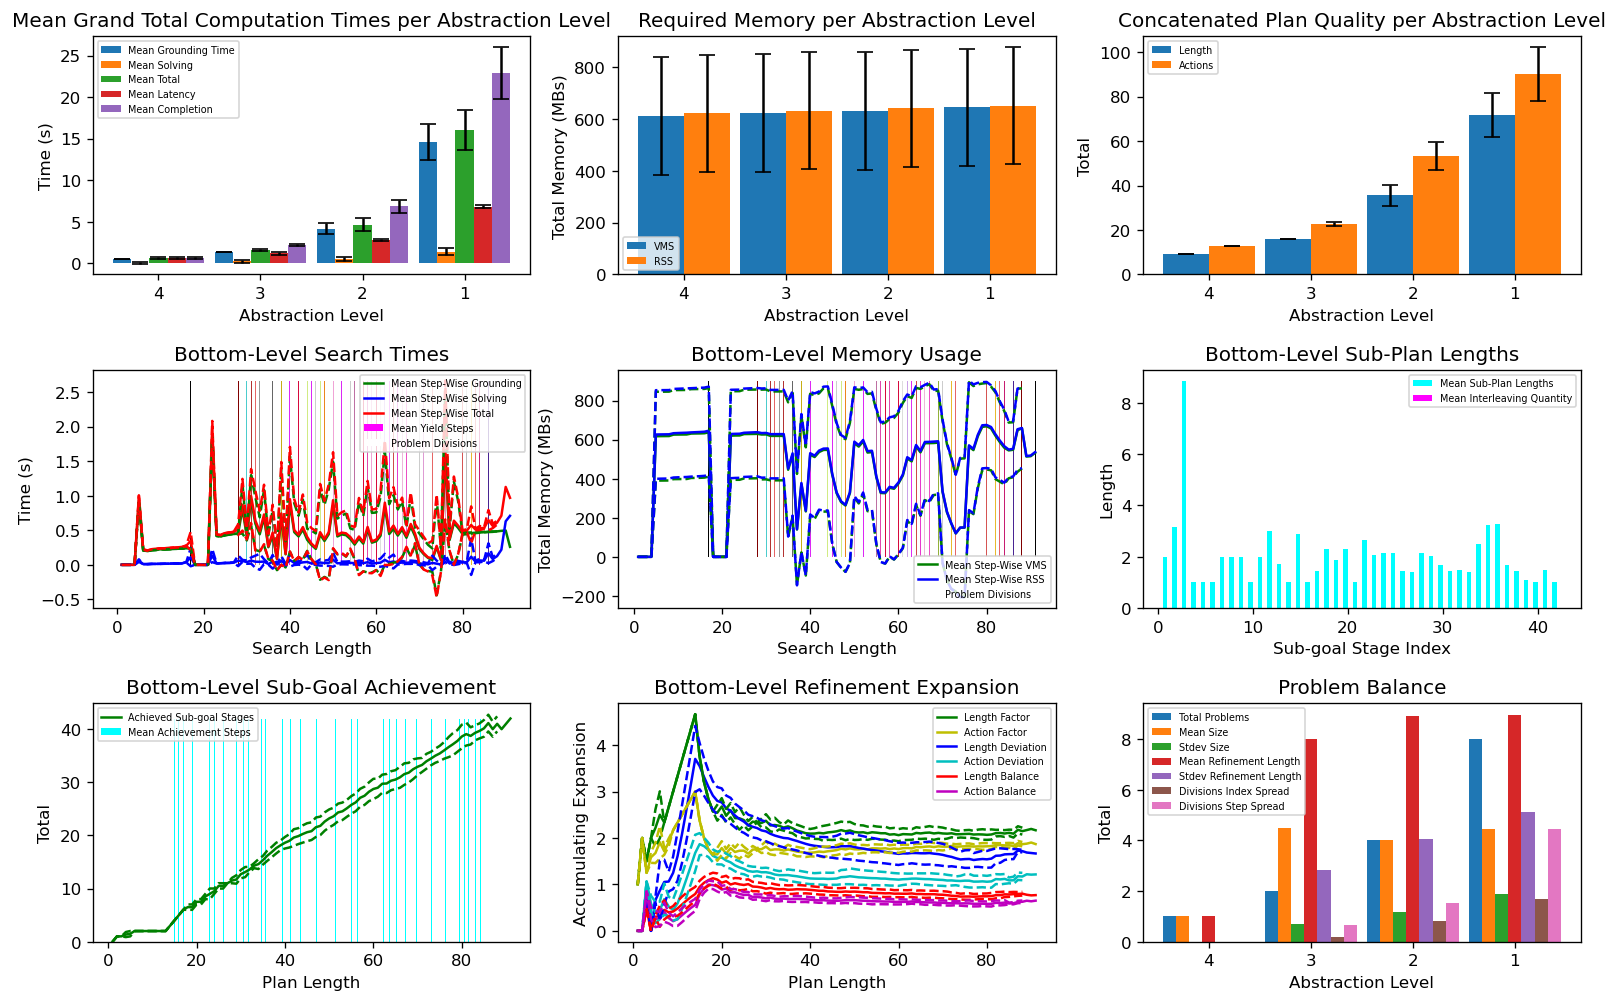 Mean Grand Total Computation Times per Abstraction Level
Time (s)
25
20
15
10
5
0
Mean Grounding Time
Mean Solving
Mean Total
Mean Latency
Mean Completion
4 3 2 1
Abstraction Level
Required Memory per Abstraction Level
Total Memory (MBs)
800
600
400
200
0
VMS
RSS
4 3 2 1
Abstraction Level
Concatenated Plan Quality per Abstraction Level
Total
100
80
60
40
20
0
Length
Actions
4 3 2 1
Abstraction Level
Bottom-Level Search Times
Time (s)
2.5
2.0
1.5
1.0
0.5
0.0
−0.5
Mean Step-Wise Grounding
Mean Step-Wise Solving
Mean Step-Wise Total
Mean Yield Steps
Problem Divisions
0 20 40 60 80
Search Length
Bottom-Level Memory Usage
Total Memory (MBs)
800
600
400
200
0
−200
Mean Step-Wise VMS
Mean Step-Wise RSS
Problem Divisions
0 20 40 60 80
Search Length
Bottom-Level Sub-Plan Lengths
Length
8
6
4
2
0
Mean Sub-Plan Lengths
Mean Interleaving Quantity
0 10 20 30 40
Sub-goal Stage Index
Bottom-Level Sub-Goal Achievement
Total
40
30
20
10
0
Achieved Sub-goal Stages
Mean Achievement Steps
0 20 40 60 80
Plan Length
Bottom-Level Refinement Expansion
Accumulating Expansion
4
3
2
1
0
Length Factor
Action Factor
Length Deviation
Action Deviation
Length Balance
Action Balance
0 20 40 60 80
Plan Length
Problem Balance
Total
8
6
4
2
0
Total Problems
Mean Size
Stdev Size
Mean Refinement Length
Stdev Refinement Length
Divisions Index Spread
Divisions Step Spread
4 3 2 1
Abstraction Level